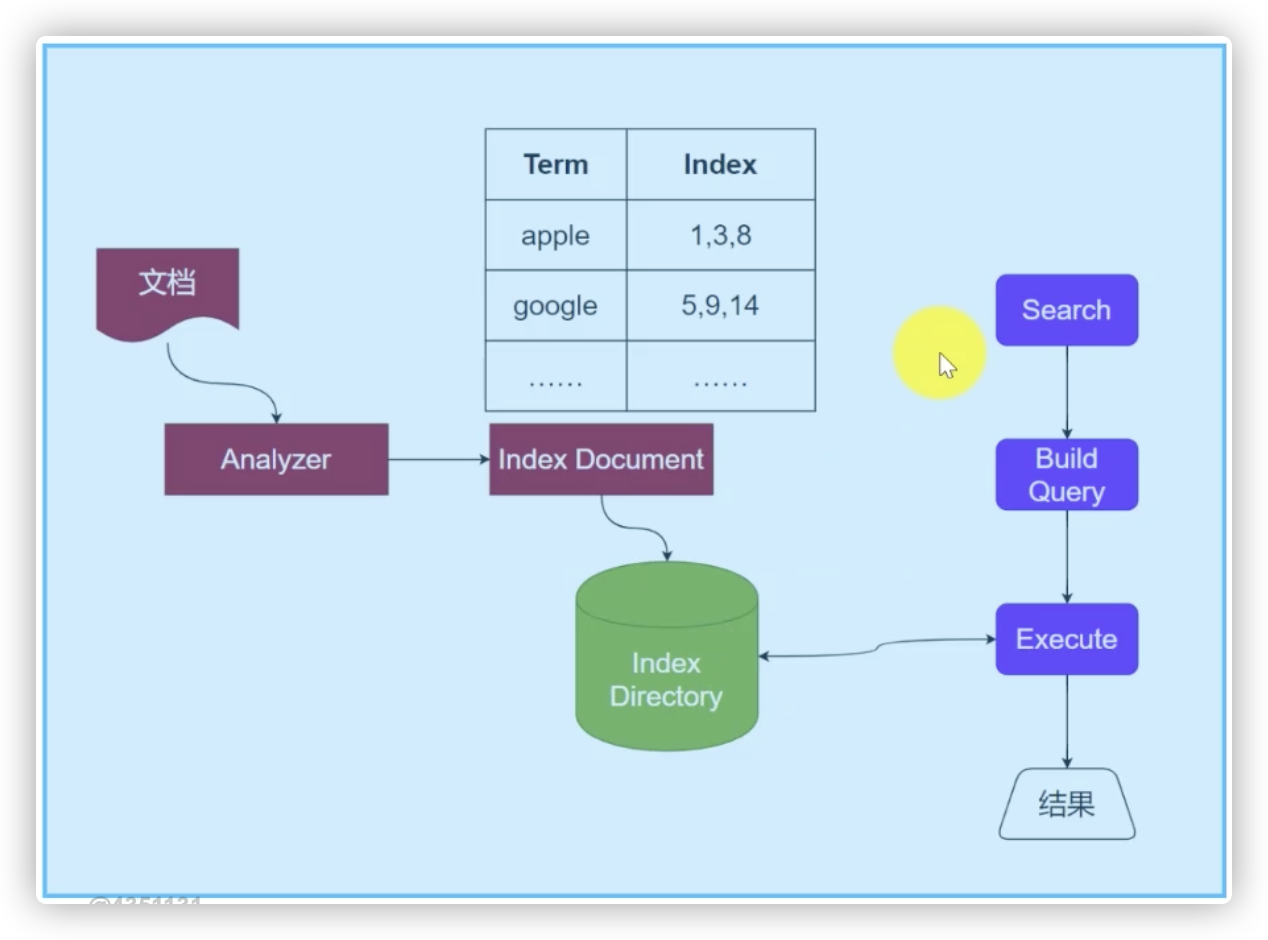 Term Index
apple 1,3,8
google 5,9,14
...... ......
文档
Analyzer
Index Document
Index
Directory
Search
Build
Query
Execute
结果